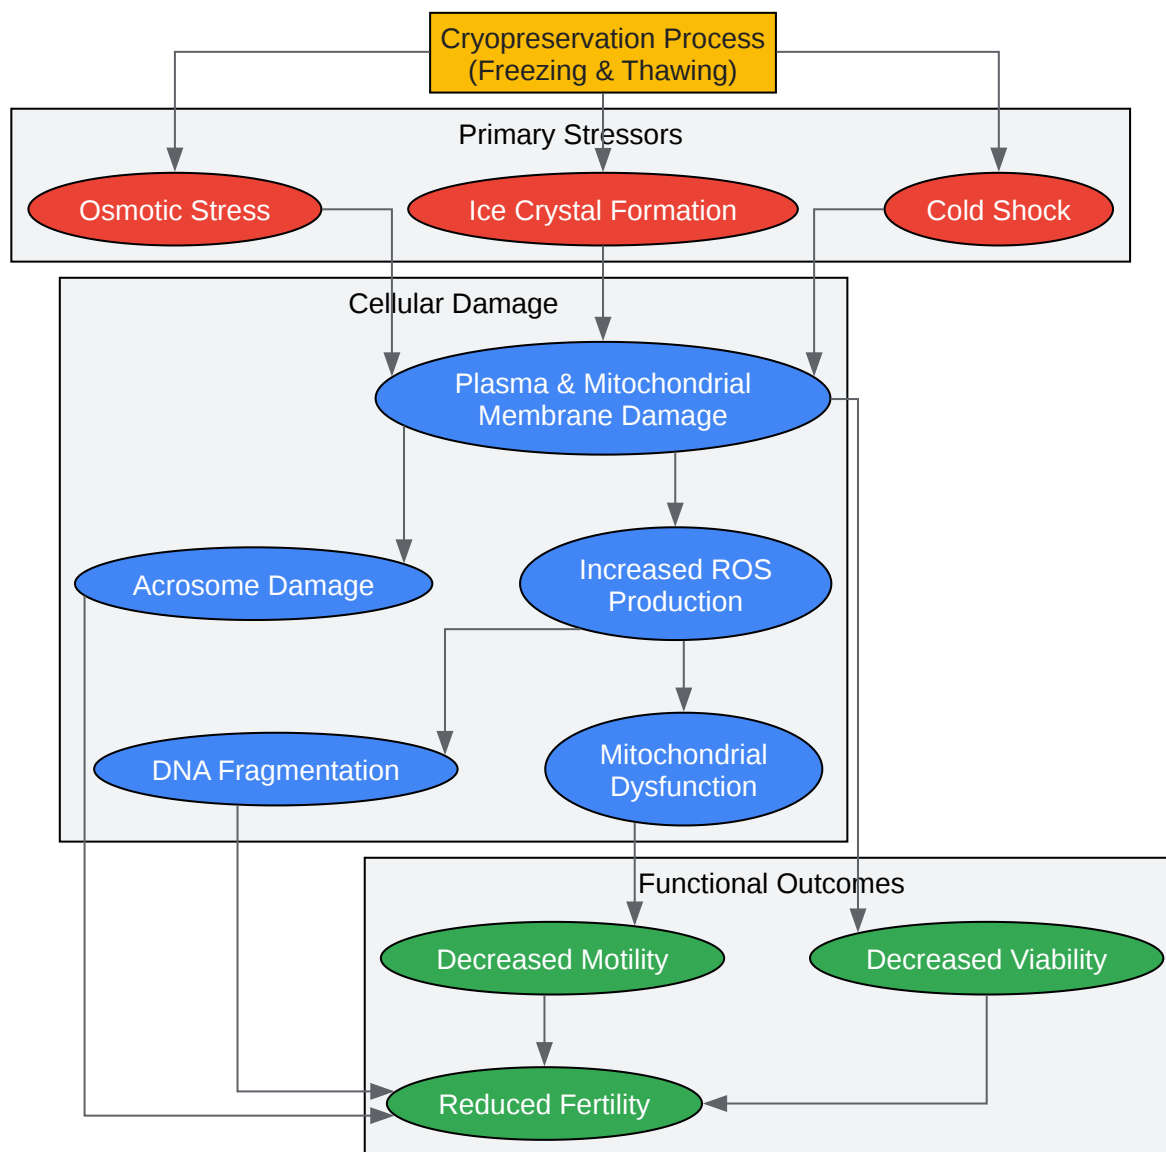 Cryopreservation Process
(Freezing & Thawing)
Primary Stressors
Osmotic Stress
Ice Crystal Formation
Cold Shock
Cellular Damage
Plasma & Mitochondrial
Membrane Damage
Acrosome Damage
Increased ROS
Production
DNA Fragmentation
Mitochondrial
Dysfunction
Functional Outcomes
Decreased Motility
Decreased Viability
Reduced Fertility